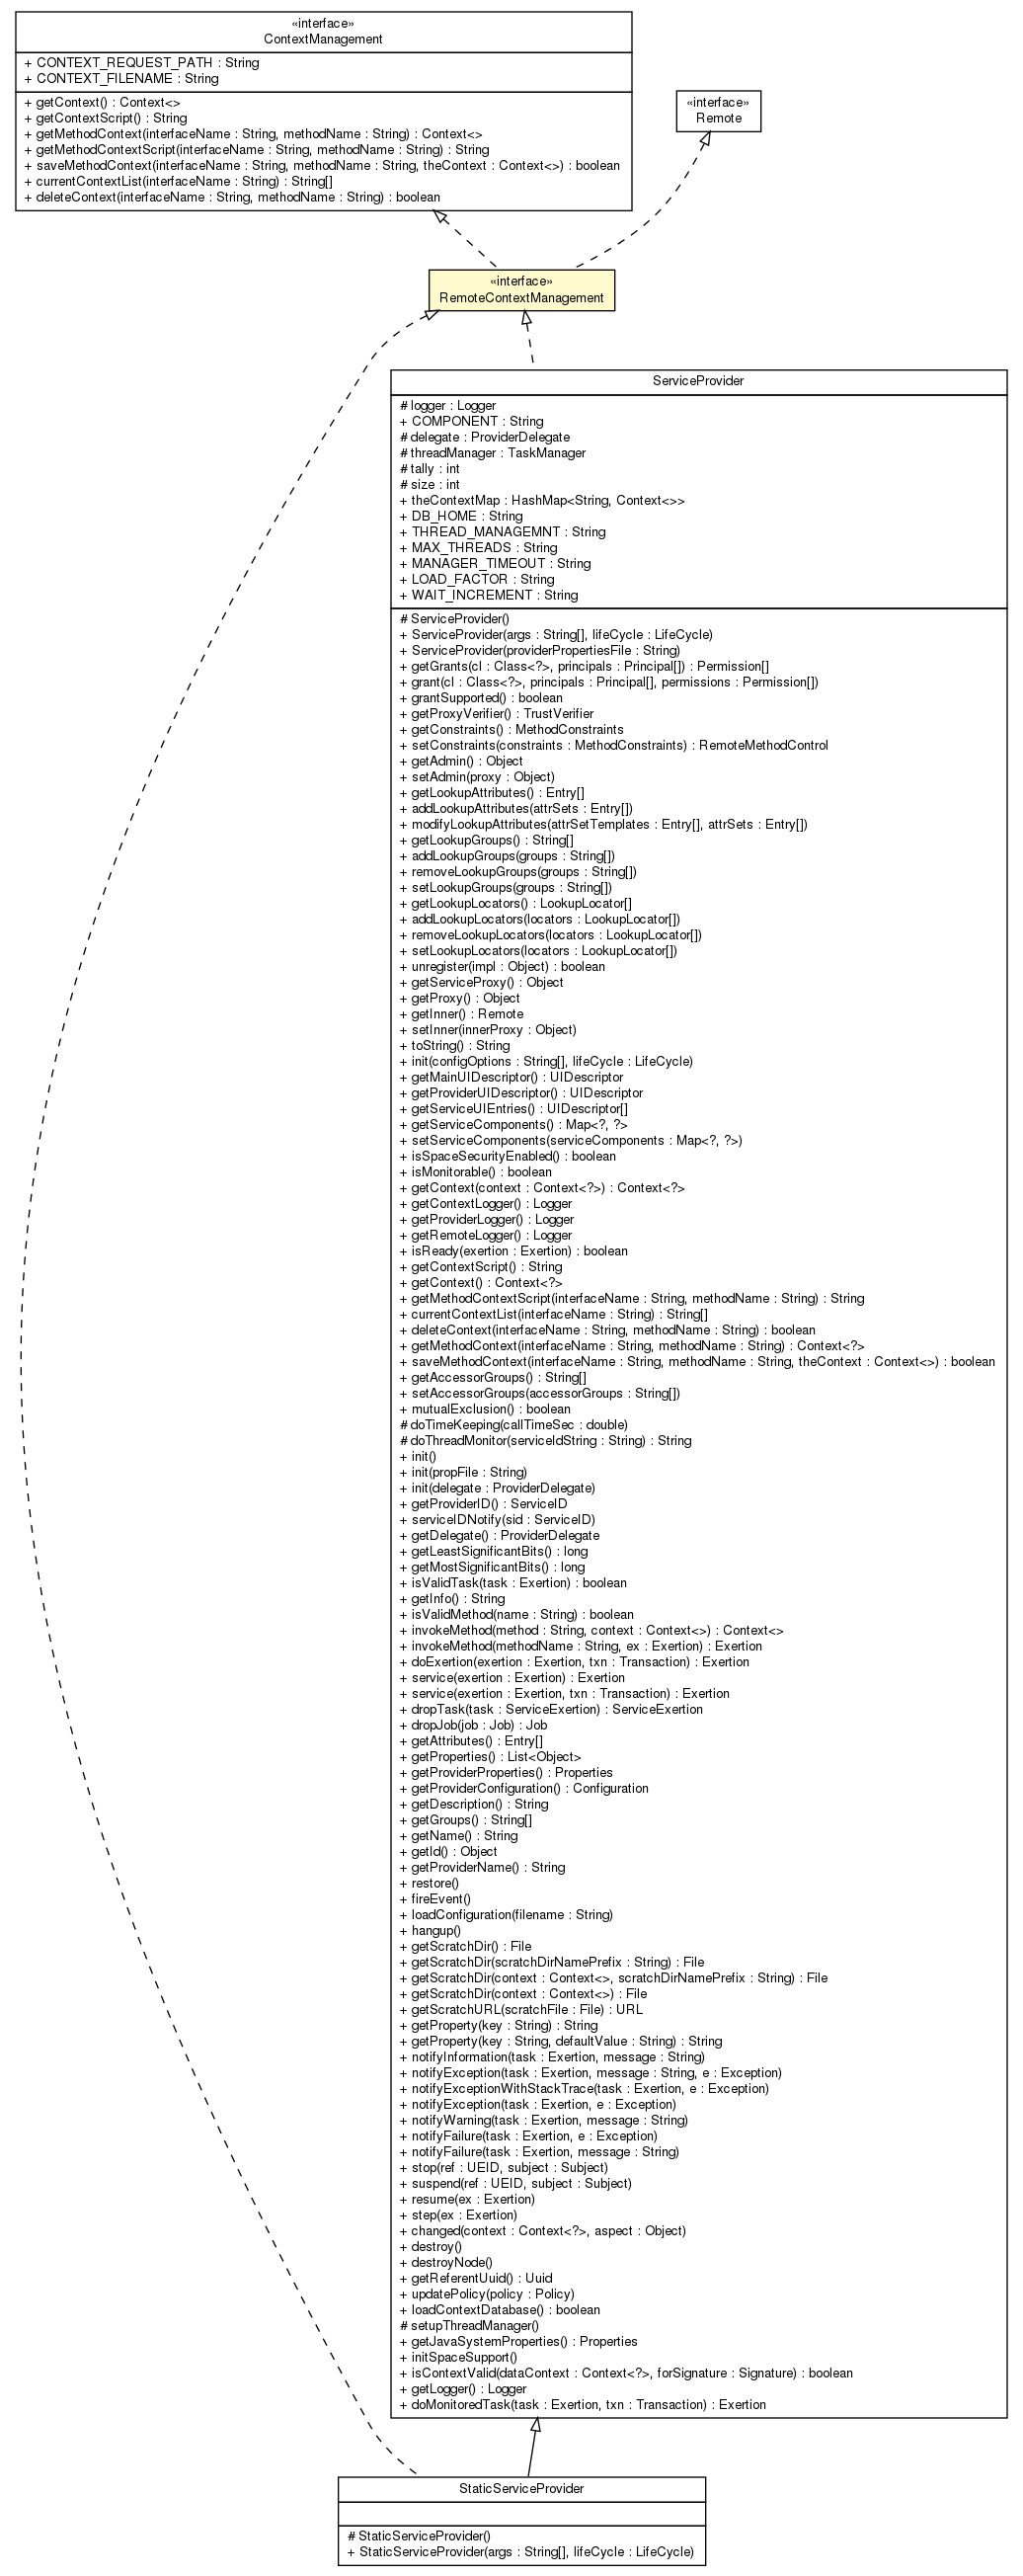 «interface»
ContextManagement
+ CONTEXT_REQUEST_PATH : String
+ CONTEXT_FILENAME : String
+ getContext() : Context<>
+ getContextScript() : String
+ getMethodContext(interfaceName : String, methodName : String) : Context<>
+ getMethodContextScript(interfaceName : String, methodName : String) : String
+ saveMethodContext(interfaceName : String, methodName : String, theContext : Context<>) : boolean
+ currentContextList(interfaceName : String) : String[]
+ deleteContext(interfaceName : String, methodName : String) : boolean
«interface»
Remote
«interface»
RemoteContextManagement
ServiceProvider
# logger : Logger
+ COMPONENT : String
# delegate : ProviderDelegate
# threadManager : TaskManager
# tally : int
# size : int
+ theContextMap : HashMap<String, Context<>>
+ DB_HOME : String
+ THREAD_MANAGEMNT : String
+ MAX_THREADS : String
+ MANAGER_TIMEOUT : String
+ LOAD_FACTOR : String
+ WAIT_INCREMENT : String
# ServiceProvider()
+ ServiceProvider(args : String[], lifeCycle : LifeCycle)
+ ServiceProvider(providerPropertiesFile : String)
+ getGrants(cl : Class<?>, principals : Principal[]) : Permission[]
+ grant(cl : Class<?>, principals : Principal[], permissions : Permission[])
+ grantSupported() : boolean
+ getProxyVerifier() : TrustVerifier
+ getConstraints() : MethodConstraints
+ setConstraints(constraints : MethodConstraints) : RemoteMethodControl
+ getAdmin() : Object
+ setAdmin(proxy : Object)
+ getLookupAttributes() : Entry[]
+ addLookupAttributes(attrSets : Entry[])
+ modifyLookupAttributes(attrSetTemplates : Entry[], attrSets : Entry[])
+ getLookupGroups() : String[]
+ addLookupGroups(groups : String[])
+ removeLookupGroups(groups : String[])
+ setLookupGroups(groups : String[])
+ getLookupLocators() : LookupLocator[]
+ addLookupLocators(locators : LookupLocator[])
+ removeLookupLocators(locators : LookupLocator[])
+ setLookupLocators(locators : LookupLocator[])
+ unregister(impl : Object) : boolean
+ getServiceProxy() : Object
+ getProxy() : Object
+ getInner() : Remote
+ setInner(innerProxy : Object)
+ toString() : String
+ init(configOptions : String[], lifeCycle : LifeCycle)
+ getMainUIDescriptor() : UIDescriptor
+ getProviderUIDescriptor() : UIDescriptor
+ getServiceUIEntries() : UIDescriptor[]
+ getServiceComponents() : Map<?, ?>
+ setServiceComponents(serviceComponents : Map<?, ?>)
+ isSpaceSecurityEnabled() : boolean
+ isMonitorable() : boolean
+ getContext(context : Context<?>) : Context<?>
+ getContextLogger() : Logger
+ getProviderLogger() : Logger
+ getRemoteLogger() : Logger
+ isReady(exertion : Exertion) : boolean
+ getContextScript() : String
+ getContext() : Context<?>
+ getMethodContextScript(interfaceName : String, methodName : String) : String
+ currentContextList(interfaceName : String) : String[]
+ deleteContext(interfaceName : String, methodName : String) : boolean
+ getMethodContext(interfaceName : String, methodName : String) : Context<?>
+ saveMethodContext(interfaceName : String, methodName : String, theContext : Context<>) : boolean
+ getAccessorGroups() : String[]
+ setAccessorGroups(accessorGroups : String[])
+ mutualExclusion() : boolean
# doTimeKeeping(callTimeSec : double)
# doThreadMonitor(serviceIdString : String) : String
+ init()
+ init(propFile : String)
+ init(delegate : ProviderDelegate)
+ getProviderID() : ServiceID
+ serviceIDNotify(sid : ServiceID)
+ getDelegate() : ProviderDelegate
+ getLeastSignificantBits() : long
+ getMostSignificantBits() : long
+ isValidTask(task : Exertion) : boolean
+ getInfo() : String
+ isValidMethod(name : String) : boolean
+ invokeMethod(method : String, context : Context<>) : Context<>
+ invokeMethod(methodName : String, ex : Exertion) : Exertion
+ doExertion(exertion : Exertion, txn : Transaction) : Exertion
+ service(exertion : Exertion) : Exertion
+ service(exertion : Exertion, txn : Transaction) : Exertion
+ dropTask(task : ServiceExertion) : ServiceExertion
+ dropJob(job : Job) : Job
+ getAttributes() : Entry[]
+ getProperties() : List<Object>
+ getProviderProperties() : Properties
+ getProviderConfiguration() : Configuration
+ getDescription() : String
+ getGroups() : String[]
+ getName() : String
+ getId() : Object
+ getProviderName() : String
+ restore()
+ fireEvent()
+ loadConfiguration(filename : String)
+ hangup()
+ getScratchDir() : File
+ getScratchDir(scratchDirNamePrefix : String) : File
+ getScratchDir(context : Context<>, scratchDirNamePrefix : String) : File
+ getScratchDir(context : Context<>) : File
+ getScratchURL(scratchFile : File) : URL
+ getProperty(key : String) : String
+ getProperty(key : String, defaultValue : String) : String
+ notifyInformation(task : Exertion, message : String)
+ notifyException(task : Exertion, message : String, e : Exception)
+ notifyExceptionWithStackTrace(task : Exertion, e : Exception)
+ notifyException(task : Exertion, e : Exception)
+ notifyWarning(task : Exertion, message : String)
+ notifyFailure(task : Exertion, e : Exception)
+ notifyFailure(task : Exertion, message : String)
+ stop(ref : UEID, subject : Subject)
+ suspend(ref : UEID, subject : Subject)
+ resume(ex : Exertion)
+ step(ex : Exertion)
+ changed(context : Context<?>, aspect : Object)
+ destroy()
+ destroyNode()
+ getReferentUuid() : Uuid
+ updatePolicy(policy : Policy)
+ loadContextDatabase() : boolean
# setupThreadManager()
+ getJavaSystemProperties() : Properties
+ initSpaceSupport()
+ isContextValid(dataContext : Context<?>, forSignature : Signature) : boolean
+ getLogger() : Logger
+ doMonitoredTask(task : Exertion, txn : Transaction) : Exertion
StaticServiceProvider
# StaticServiceProvider()
+ StaticServiceProvider(args : String[], lifeCycle : LifeCycle)